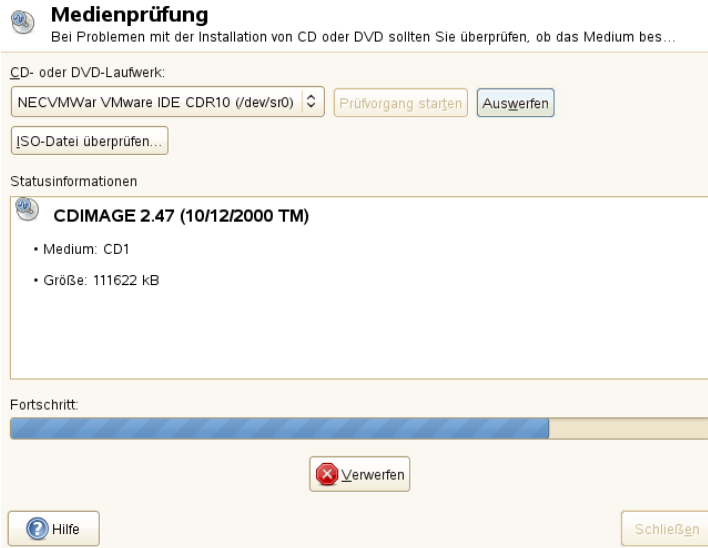 Medienprüfung
Bei Problemen mit der Installation von CD oder DVD sollten Sie überprüfen, ob das Medium bes...
CD- oder DVD-Laufwerk:
NECVMWar VMware IDE CDR10 (/dev/sr0) Prüfvorgang starten Auswerfen
ISO-Datei überprüfen...
Statusinformationen
CDIMAGE 2.47 (10/12/2000 TM)
• Medium: CD1
• Größe: 111622 kB
Fortschritt:
Verwerfen
Hilfe Schließen